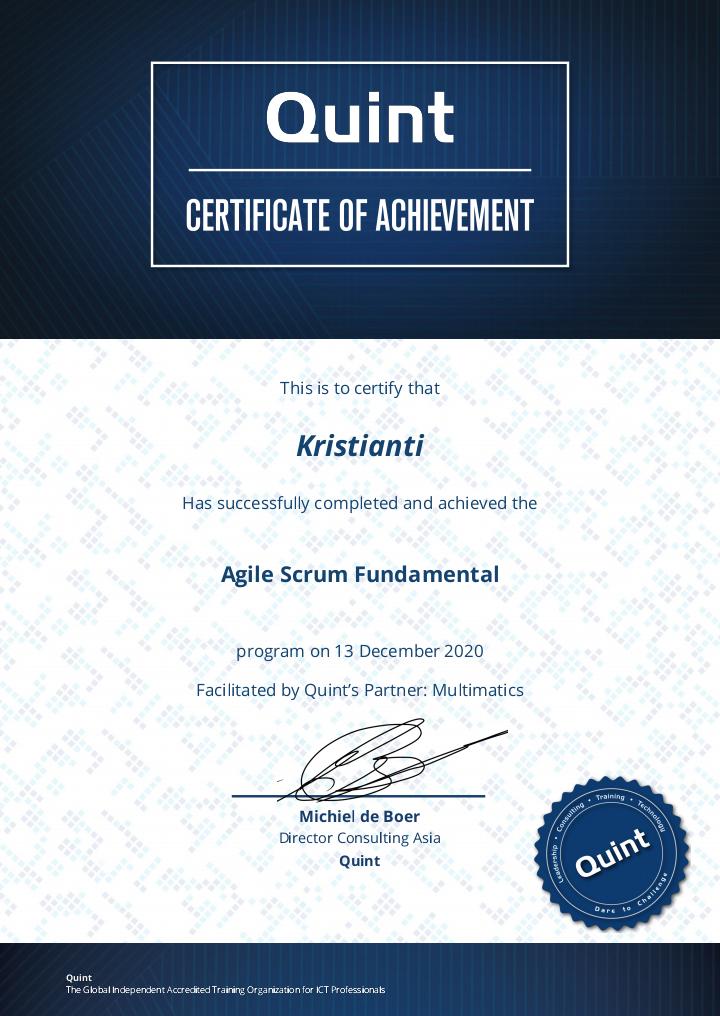 Quint
CERTIFICATE OF ACHIEVEMENT
This is to certify that
Kristianti
Has successfully completed and achieved the
Agile Scrum Fundamental
program on 13 December 2020
Facilitated by Quint's Partner: Multimatics
Michiel de Boer
Director Consulting Asia
Quint
Leadership • Consulting • Training • Technology
Quint
Dare to Challenge
Quint
The Global Independent Accredited Training Organization for ICT Professionals